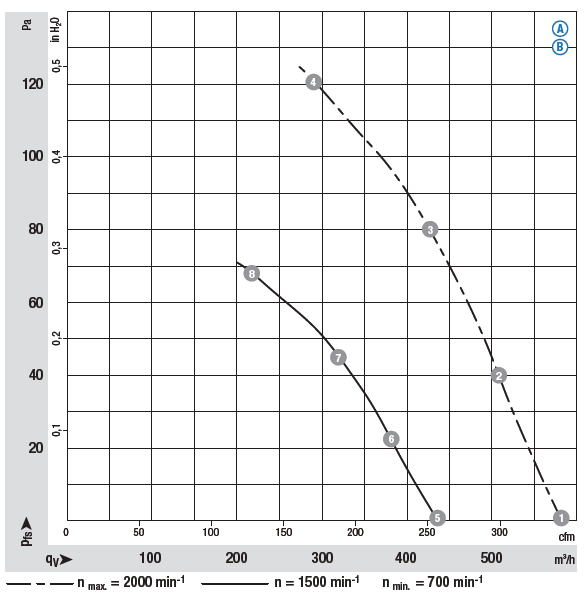 Pa
in H₂O
A
B
0,5
4
120
100
0,4
80
3
0,3
8
60
0,2
7
40
2
6
0,1
20
5
1
pfs
0 50 100 150 200 250 300 cfm
qv 100 200 300 400 500 m³/h
n max. = 2000 min-1 n = 1500 min-1 n min. = 700 min-1